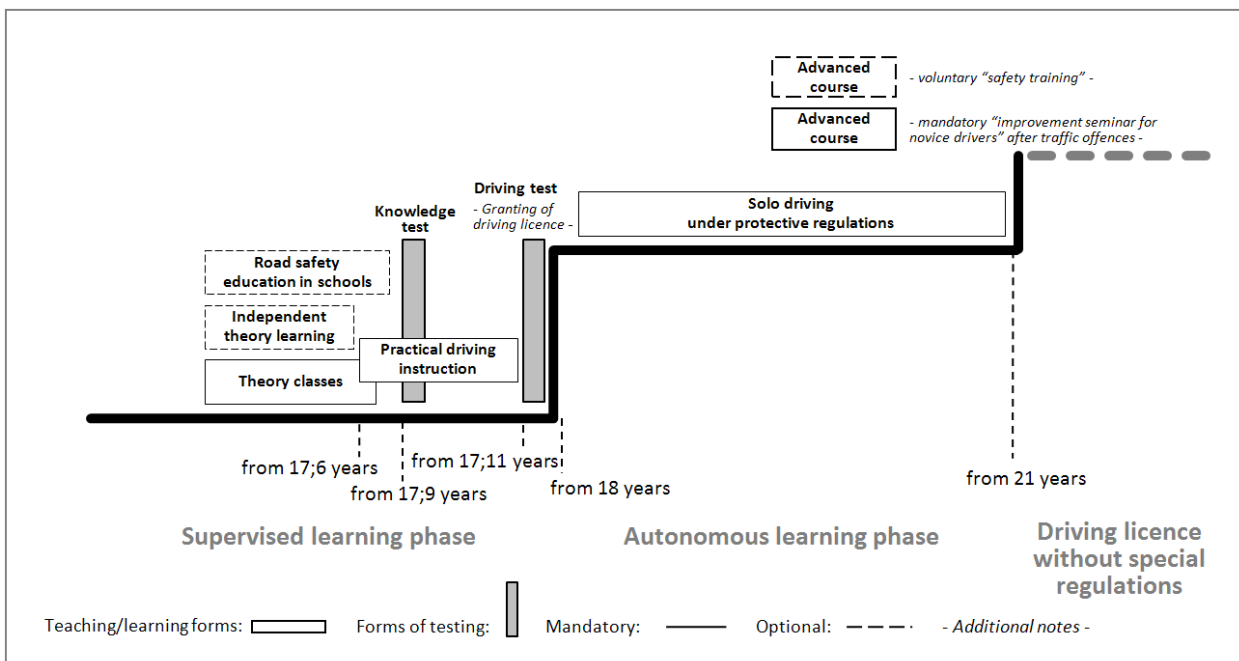 Advanced
course
- voluntary “safety training” -
Advanced
course
- mandatory “improvement seminar for
novice drivers” after traffic offences -
Driving test
- Granting of
driving licence -
Knowledge
test
Solo driving
under protective regulations
Road safety
education in schools
Independent
theory learning
Practical driving
instruction
Theory classes
from 17;6 years
from 17;9 years
from 17;11 years
from 18 years
from 21 years
Supervised learning phase
Autonomous learning phase
Driving licence
without special
regulations
Teaching/learning forms:
Forms of testing:
Mandatory:
Optional:
- Additional notes -